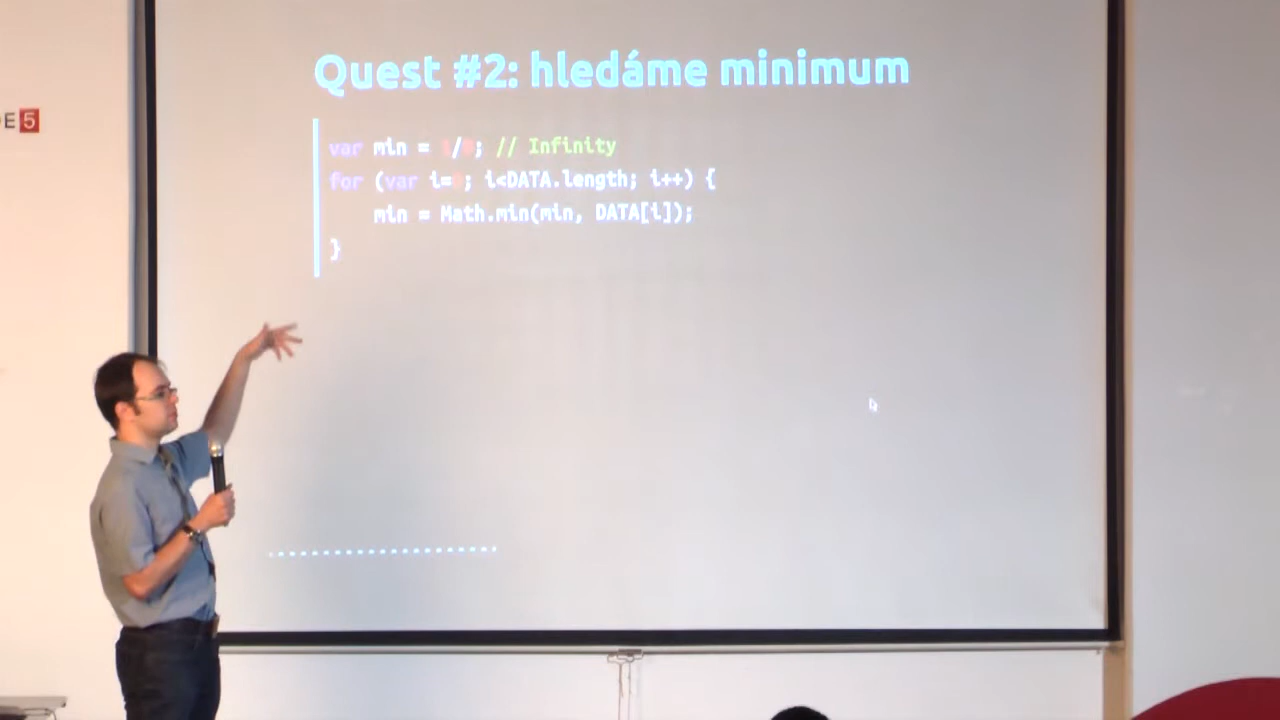 Quest #2: hledáme minimum
E5
var min = 1/0; // Infinity
for (var i=0; i<DATA.length; i++) {
min = Math.min(min, DATA[i]);
}